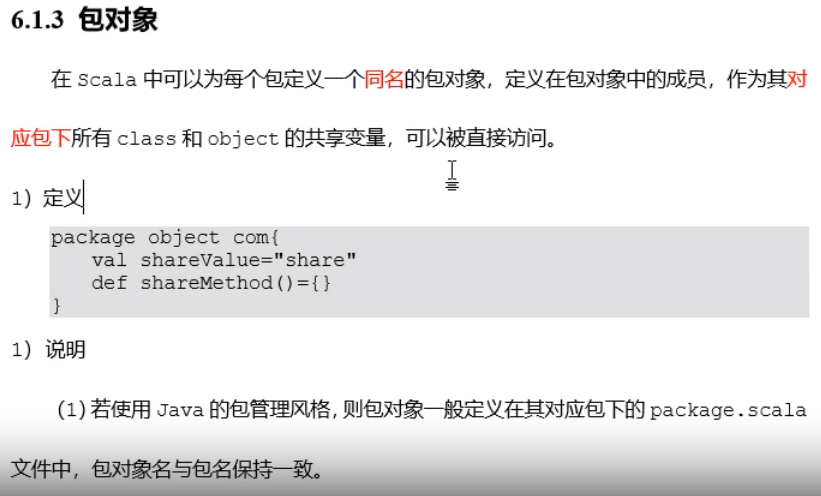 6.1.3 包对象
在 Scala 中可以为每个包定义一个同名的包对象，定义在包对象中的成员，作为其对
应包下所有 class 和 object 的共享变量，可以被直接访问。
1) 定义
package object com{
val shareValue="share"
def shareMethod()={}
}
1) 说明
(1)若使用 Java 的包管理风格,则包对象一般定义在其对应包下的 package.scala
文件中，包对象名与包名保持一致。